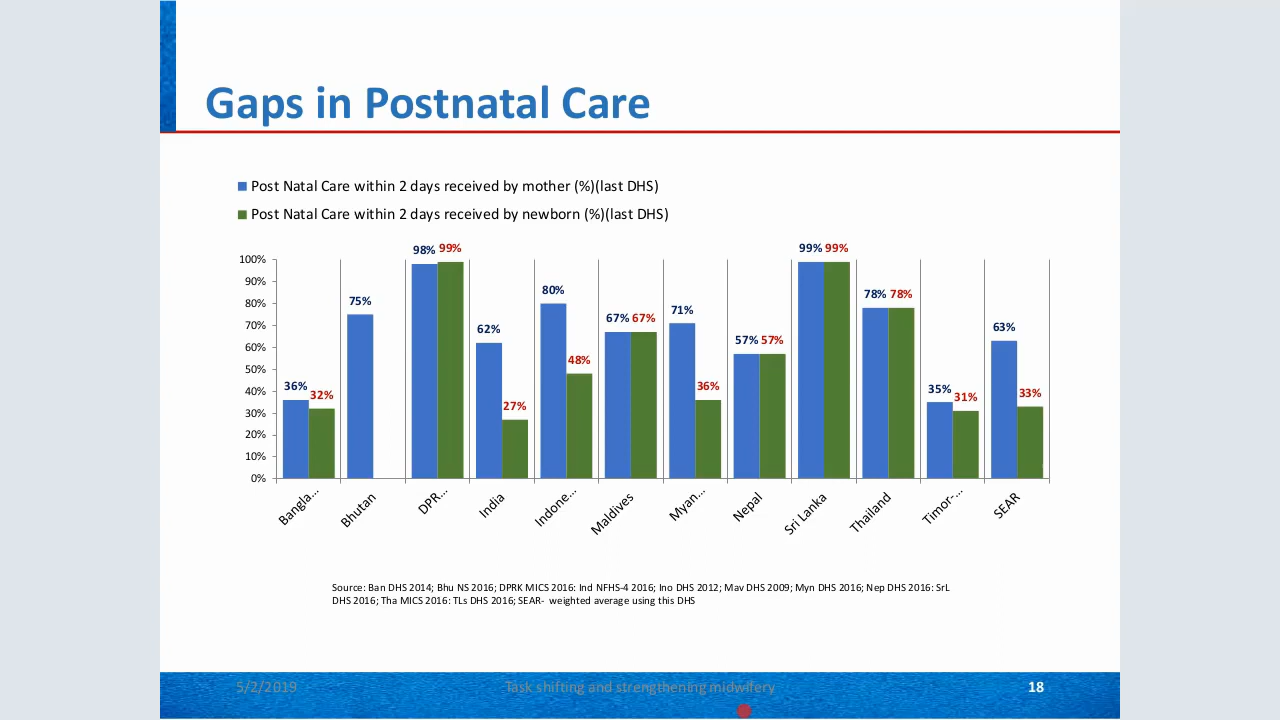 Gaps in Postnatal Care
Post Natal Care within 2 days received by mother (%)(last DHS)
Post Natal Care within 2 days received by newborn (%)(last DHS)
100%
90%
80%
70%
60%
50%
40%
30%
20%
10%
0%
36% 32%
75%
98% 99%
62% 27%
80% 48%
67% 67%
71% 36%
57% 57%
99% 99%
78% 78%
35% 31%
63% 33%
Bangla...
Bhutan
DPR...
India
Indone...
Maldives
Myan...
Nepal
Sri Lanka
Thailand
Timor-...
SEAR
Source: Ban DHS 2014; Bhu NS 2016; DPRK MICS 2016: Ind NFHS-4 2016; Ino DHS 2012; Mav DHS 2009; Myn DHS 2016; Nep DHS 2016: SrL
DHS 2016; Tha MICS 2016: TLs DHS 2016; SEAR- weighted average using this DHS
5/2/2019
Task shifting and strengthening midwifery
18